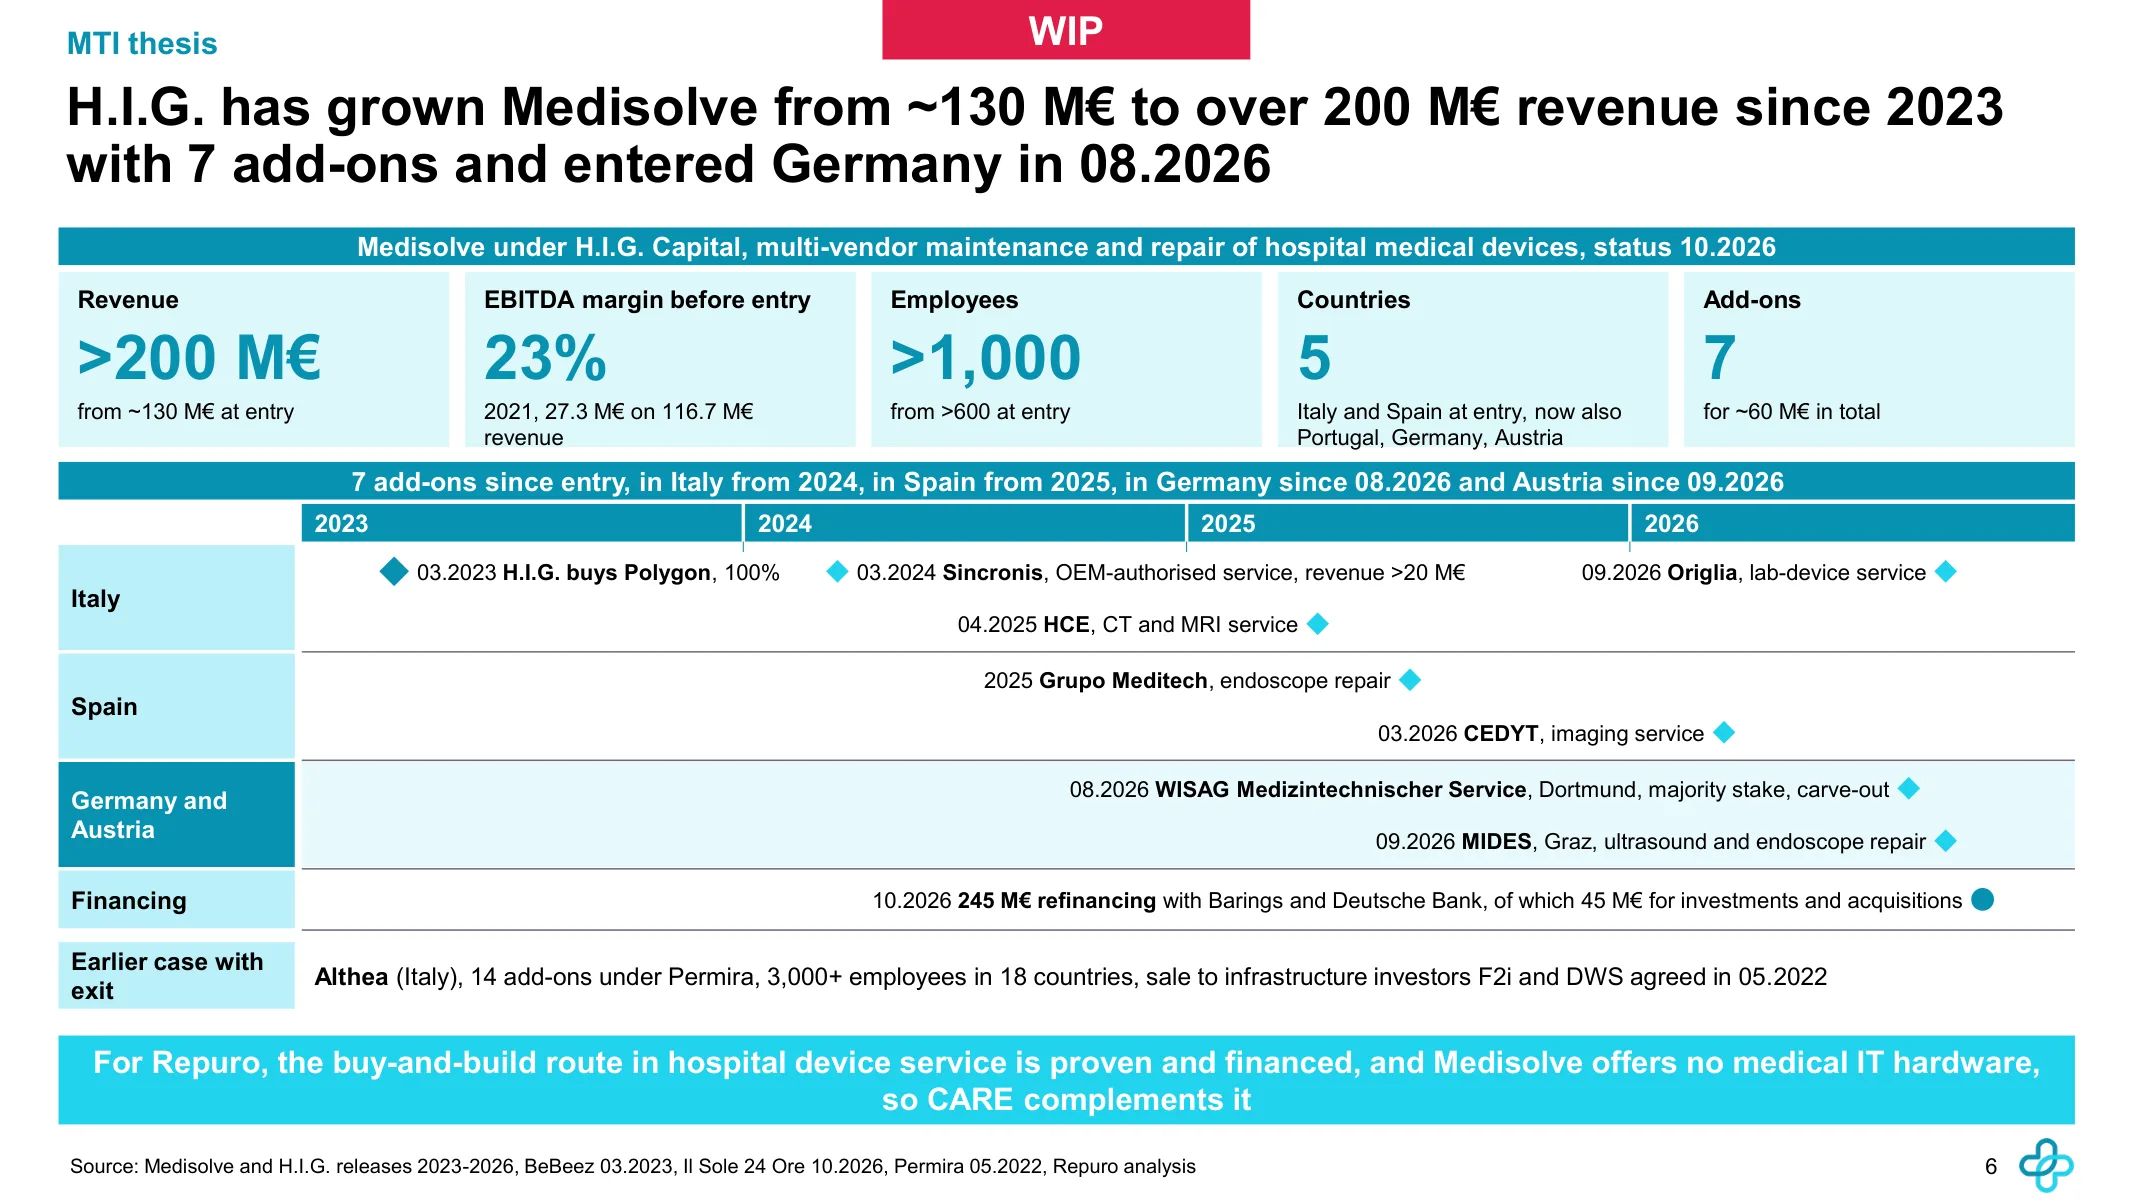 WIP
MTI thesis
H.I.G. has grown Medisolve from ~130 M€ to over 200 M€ revenue since 2023
with 7 add-ons and entered Germany in 08.2026
Medisolve under H.I.G. Capital, multi-vendor maintenance and repair of hospital medical devices, status 10.2026
Revenue
>200 M€
from ~130 M€ at entry
EBITDA margin before entry
23%
2021, 27.3 M€ on 116.7 M€
revenue
Employees
>1,000
from >600 at entry
Countries
5
Italy and Spain at entry, now also
Portugal, Germany, Austria
Add-ons
7
for ~60 M€ in total
7 add-ons since entry, in Italy from 2024, in Spain from 2025, in Germany since 08.2026 and Austria since 09.2026
2023 2024 2025 2026
Italy
03.2023 H.I.G. buys Polygon, 100%
03.2024 Sincronis, OEM-authorised service, revenue >20 M€
09.2026 Origlia, lab-device service
04.2025 HCE, CT and MRI service
Spain
2025 Grupo Meditech, endoscope repair
03.2026 CEDYT, imaging service
Germany and
Austria
08.2026 WISAG Medizintechnischer Service, Dortmund, majority stake, carve-out
09.2026 MIDES, Graz, ultrasound and endoscope repair
Financing
10.2026 245 M€ refinancing with Barings and Deutsche Bank, of which 45 M€ for investments and acquisitions
Earlier case with
exit
Althea (Italy), 14 add-ons under Permira, 3,000+ employees in 18 countries, sale to infrastructure investors F2i and DWS agreed in 05.2022
For Repuro, the buy-and-build route in hospital device service is proven and financed, and Medisolve offers no medical IT hardware,
so CARE complements it
Source: Medisolve and H.I.G. releases 2023-2026, BeBeez 03.2023, Il Sole 24 Ore 10.2026, Permira 05.2022, Repuro analysis
6